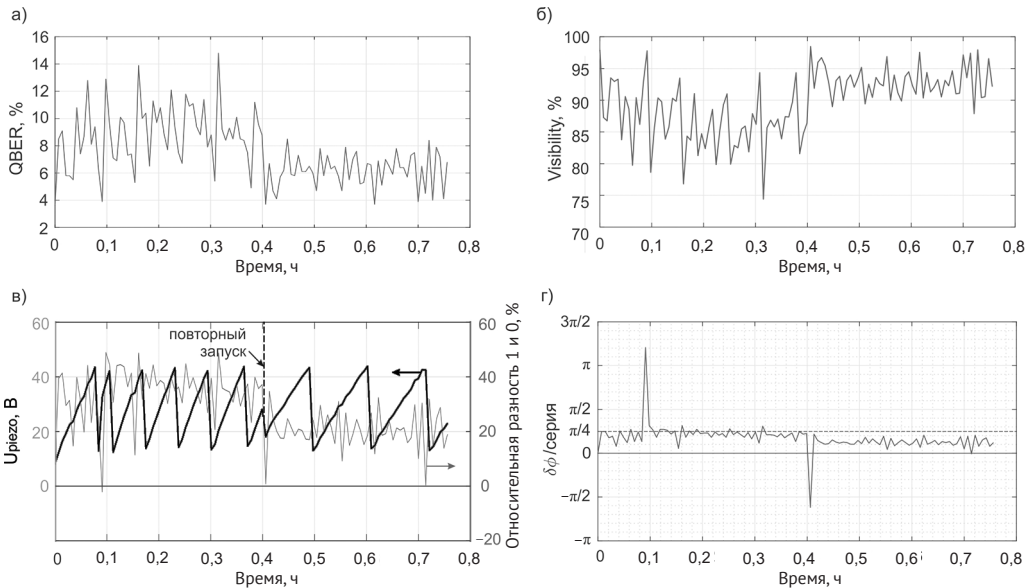 а)
16
14
12
10
8
6
4
2
QBER, %
0
0,1
0,2
0,3
0,4
0,5
0,6
0,7
0,8
Время, ч
б)
100
95
90
85
80
75
70
Visibility, %
0
0,1
0,2
0,3
0,4
0,5
0,6
0,7
0,8
Время, ч
в)
60
40
20
0
Upiezo, В
повторный
запуск
60
40
20
0
−20
Относительная разность 1 и 0, %
0
0,1
0,2
0,3
0,4
0,5
0,6
0,7
0,8
Время, ч
г)
3π/2
π
π/2
π/4
0
−π/2
−π
δϕ/серия
0
0,1
0,2
0,3
0,4
0,5
0,6
0,7
0,8
Время, ч